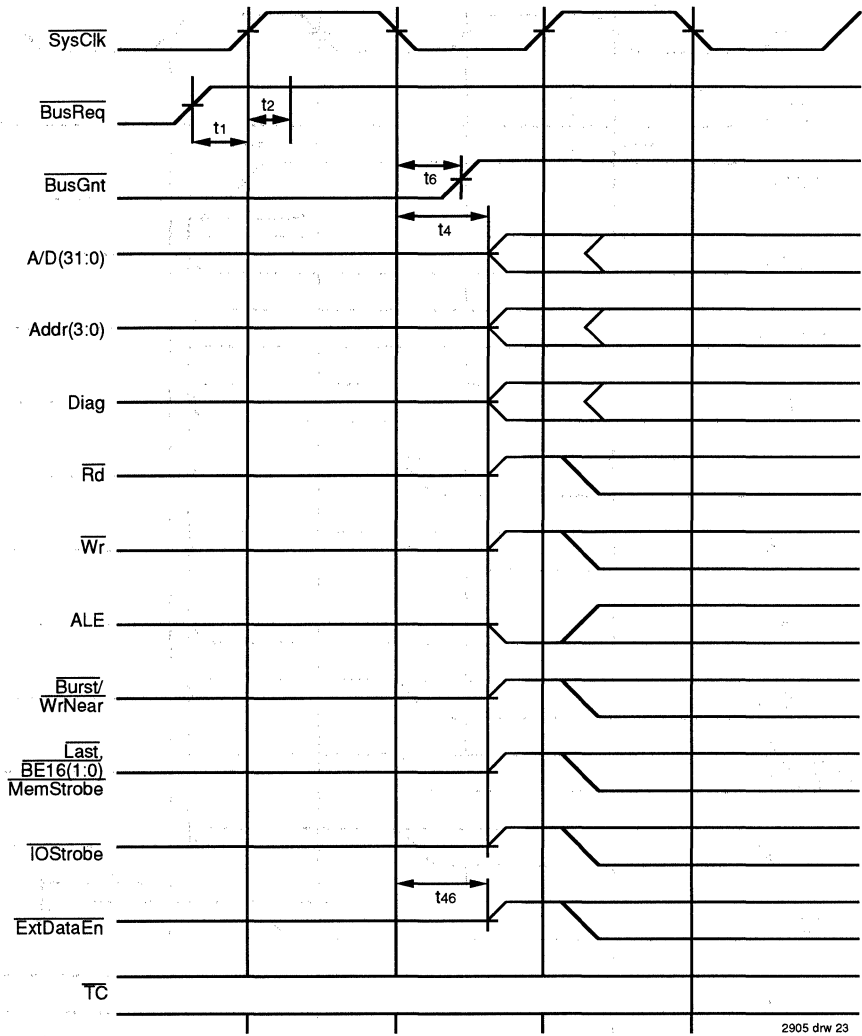 SysClk
BusReq
t1
t2
BusGnt
t6
t4
A/D(31:0)
Addr(3:0)
Diag
Rd
Wr
ALE
Burst/
WrNear
Last,
BE16(1:0)
MemStrobe
IOStrobe
t46
ExtDataEn
TC
2905 drw 23